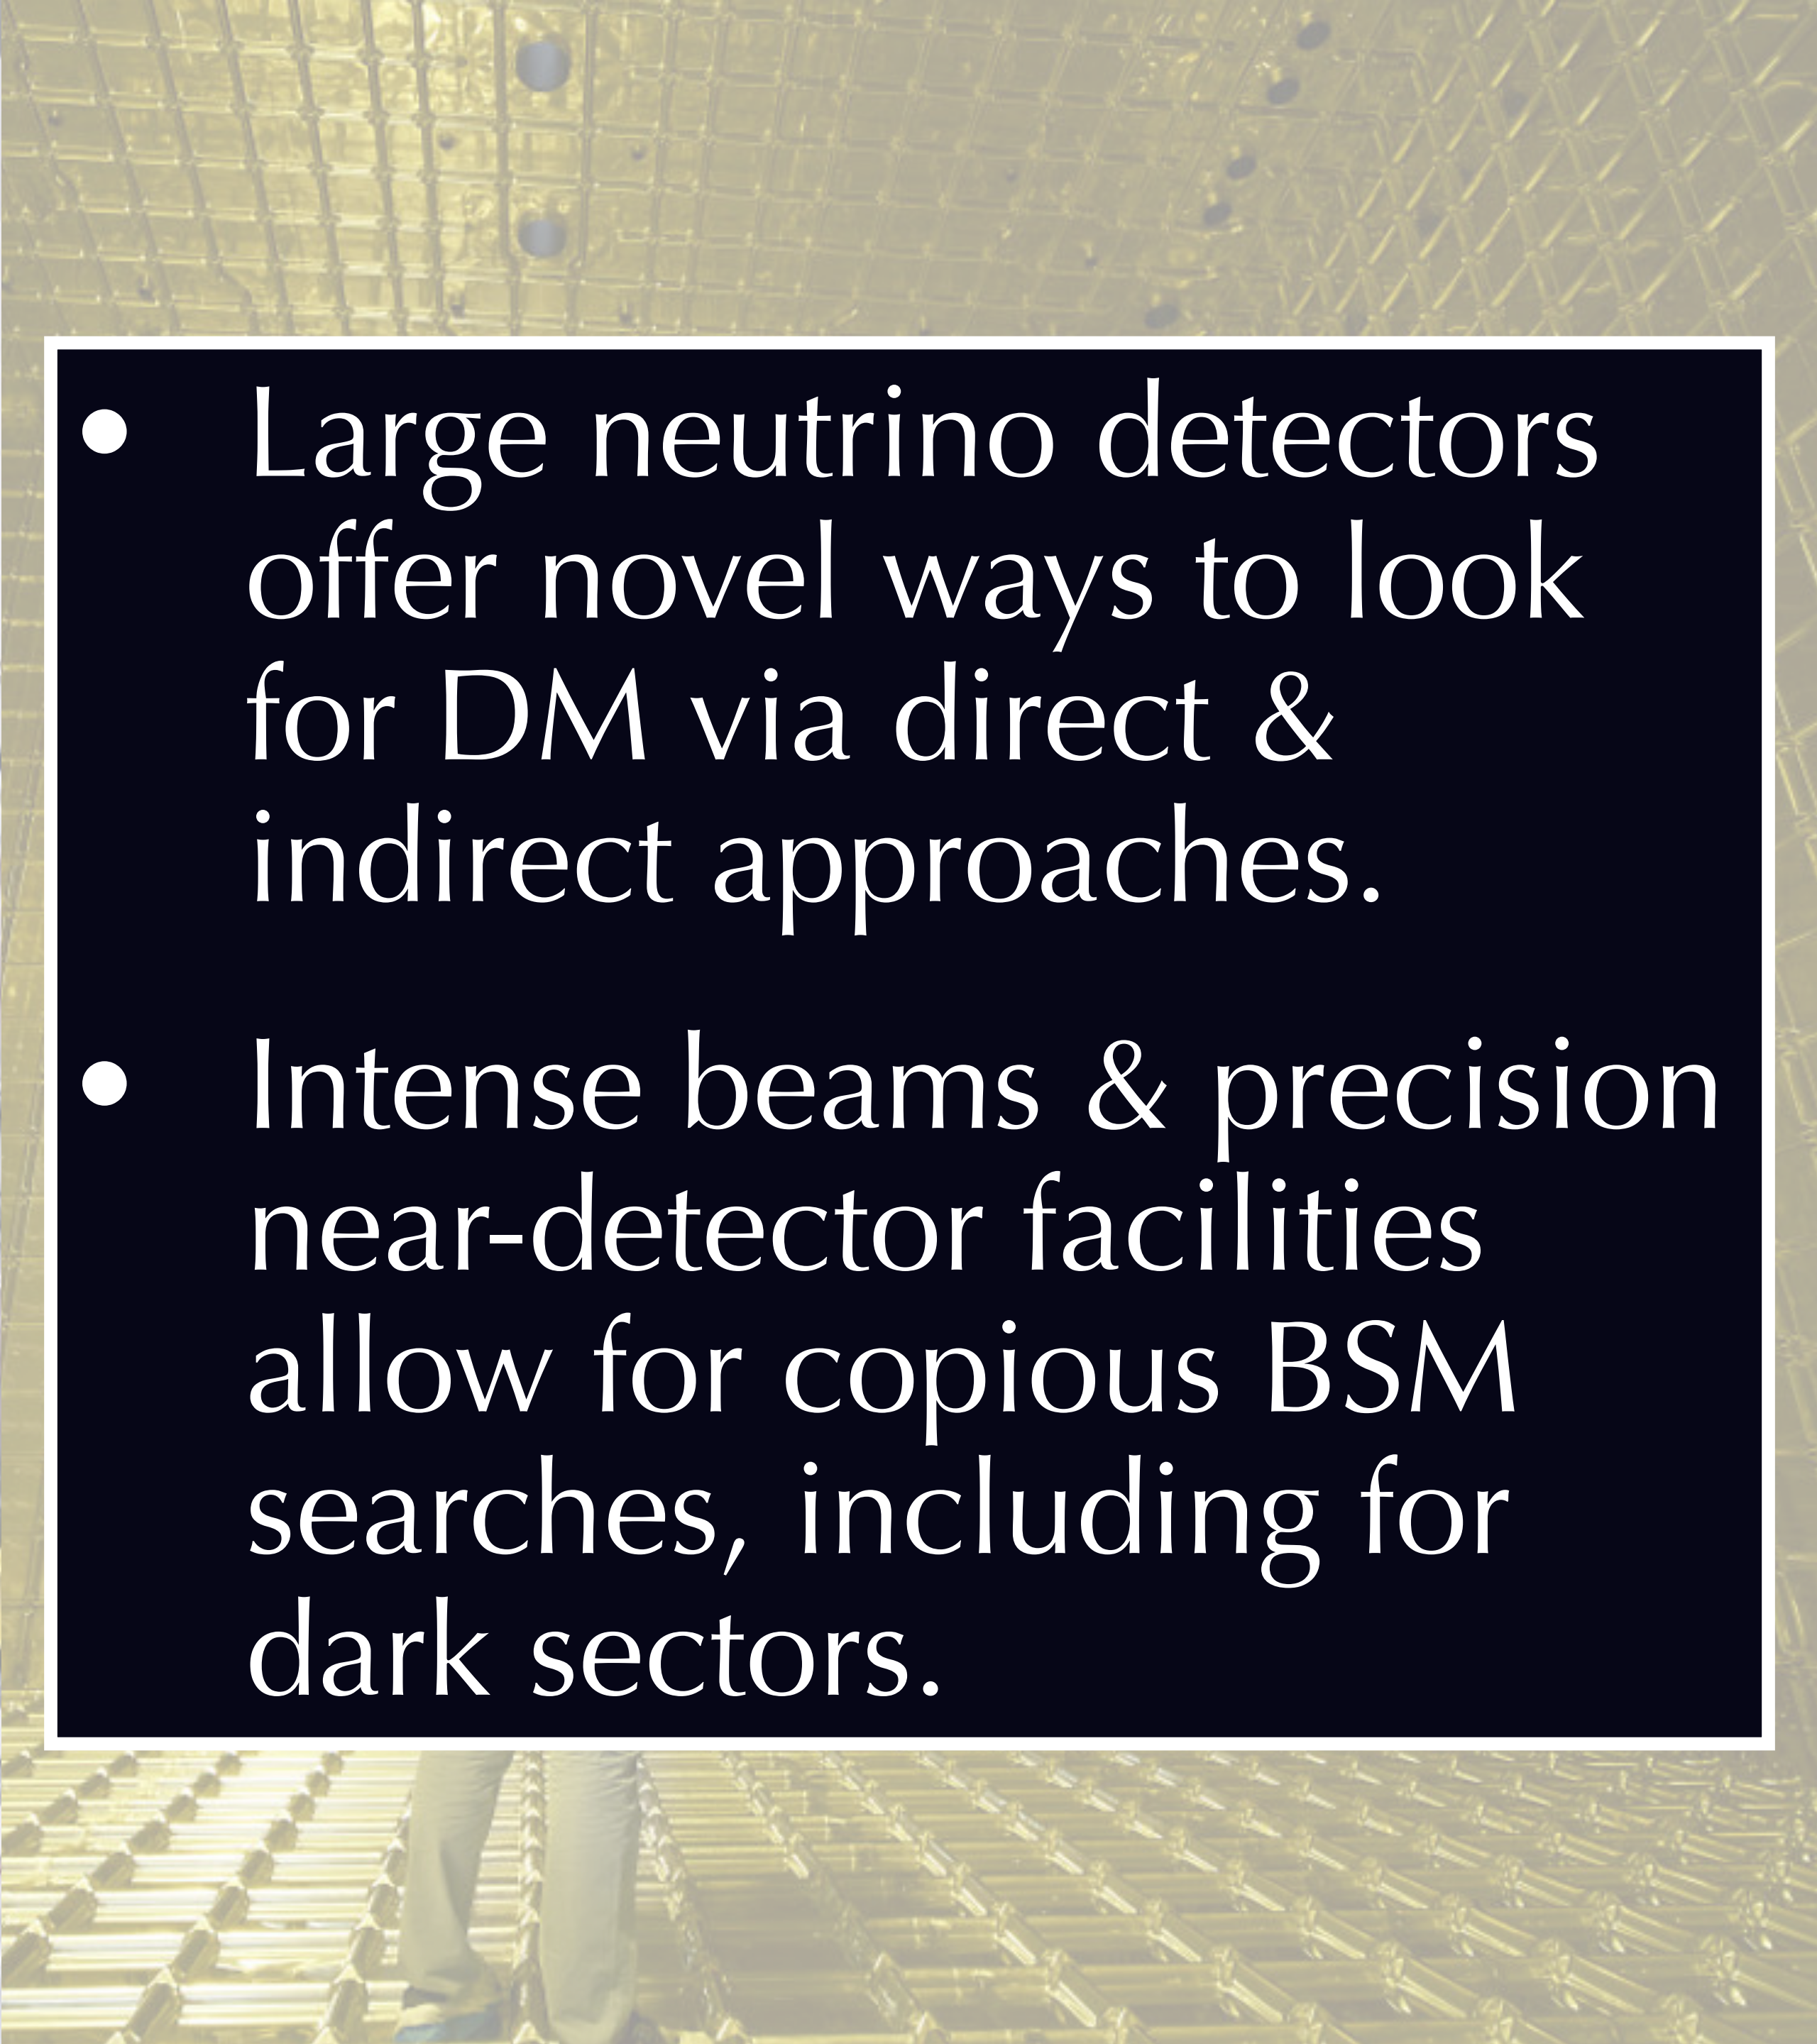 • Large neutrino detectors
offer novel ways to look
for DM via direct &
indirect approaches.
• Intense beams & precision
near-detector facilities
allow for copious BSM
searches, including for
dark sectors.